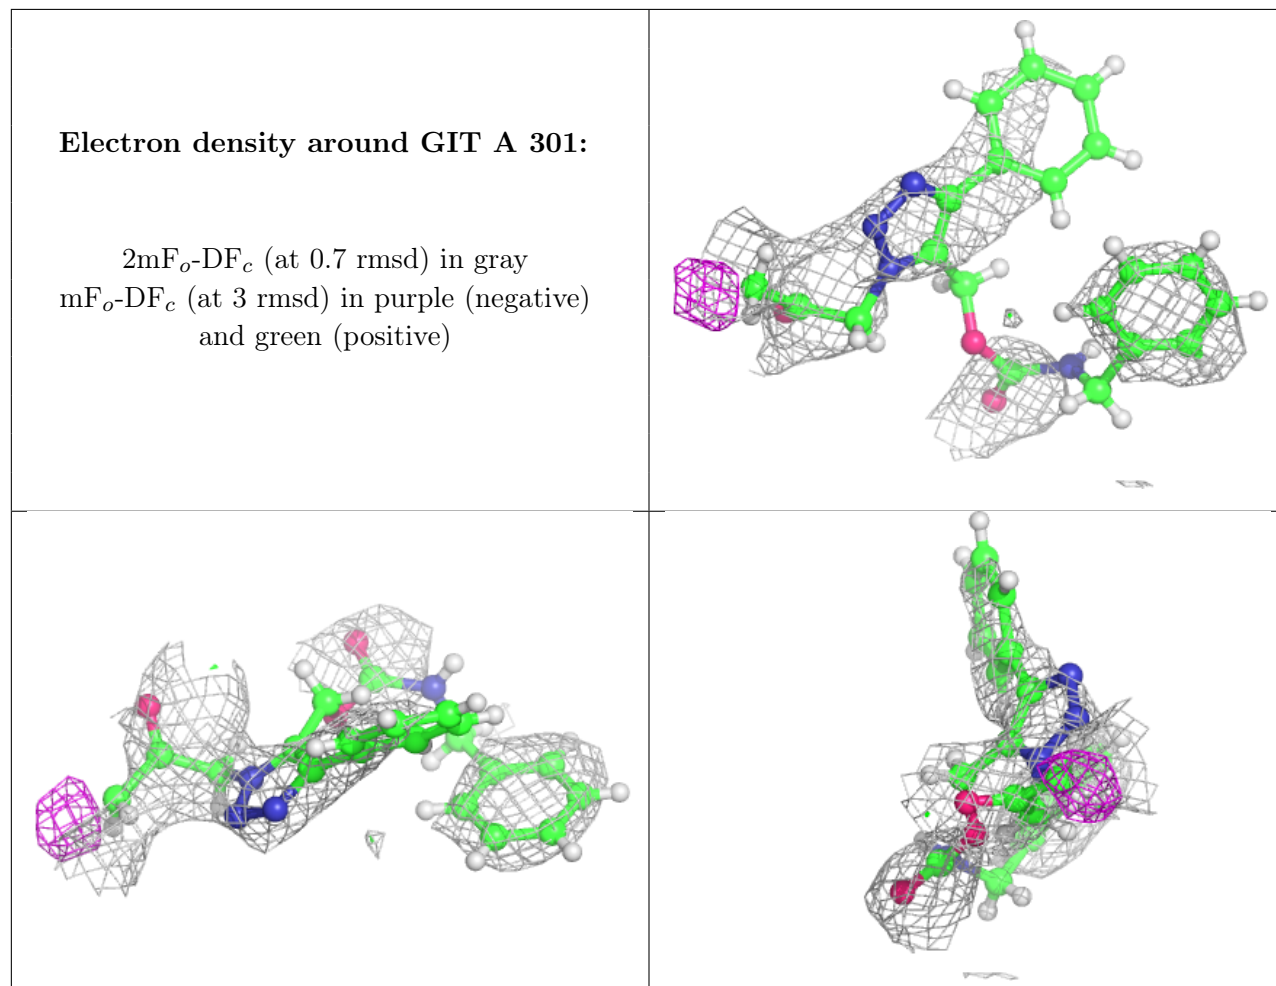 Electron density around GIT A 301:
2mFₒ-DF𝒸 (at 0.7 rmsd) in gray
mFₒ-DF𝒸 (at 3 rmsd) in purple (negative)
and green (positive)